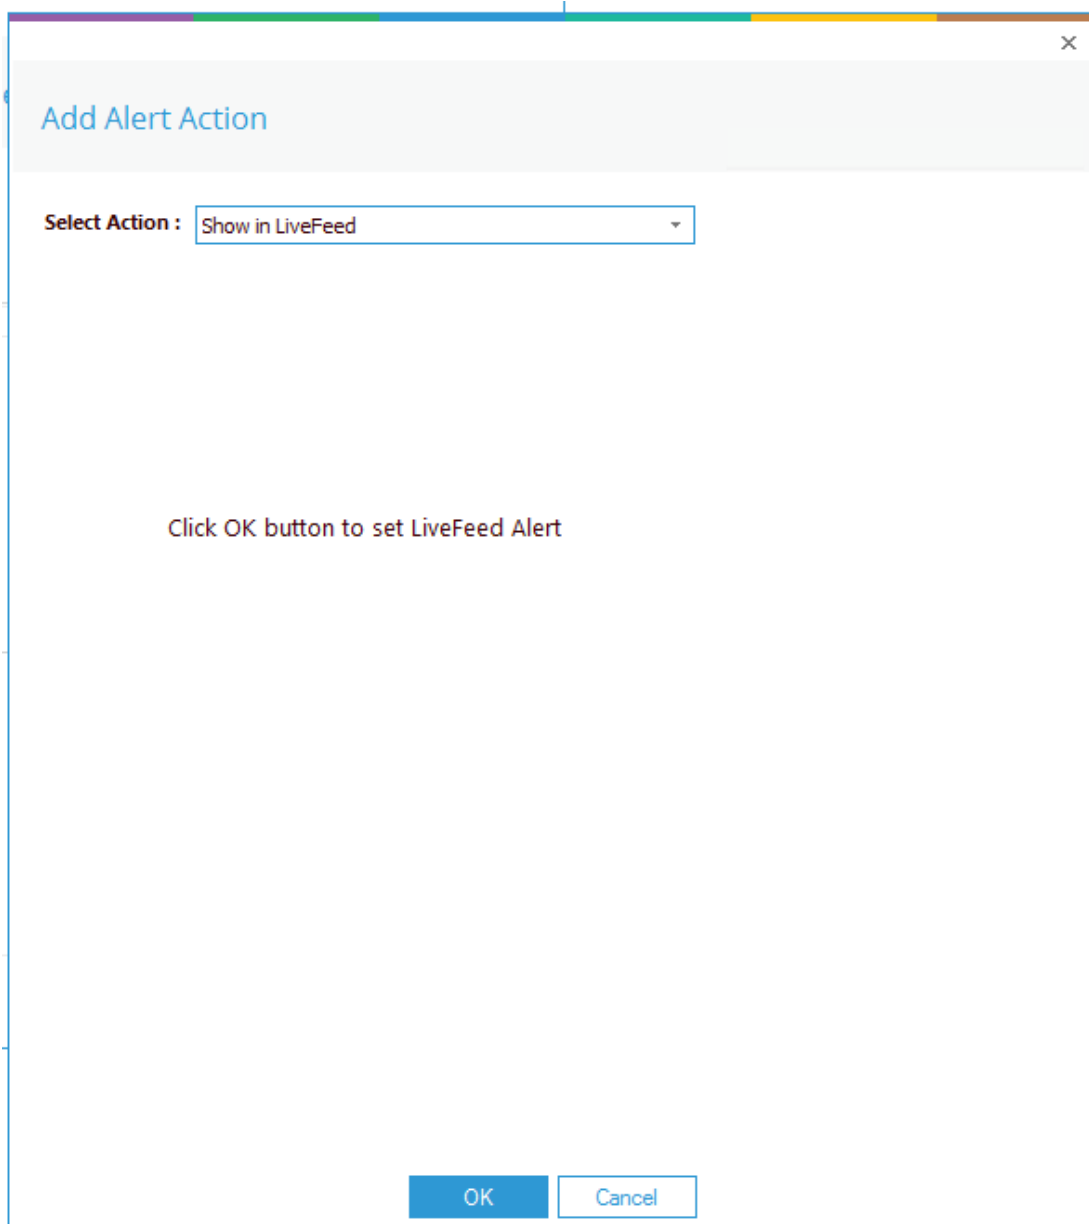 Add Alert Action
Select Action : Show in LiveFeed
Click OK button to set LiveFeed Alert
OK Cancel